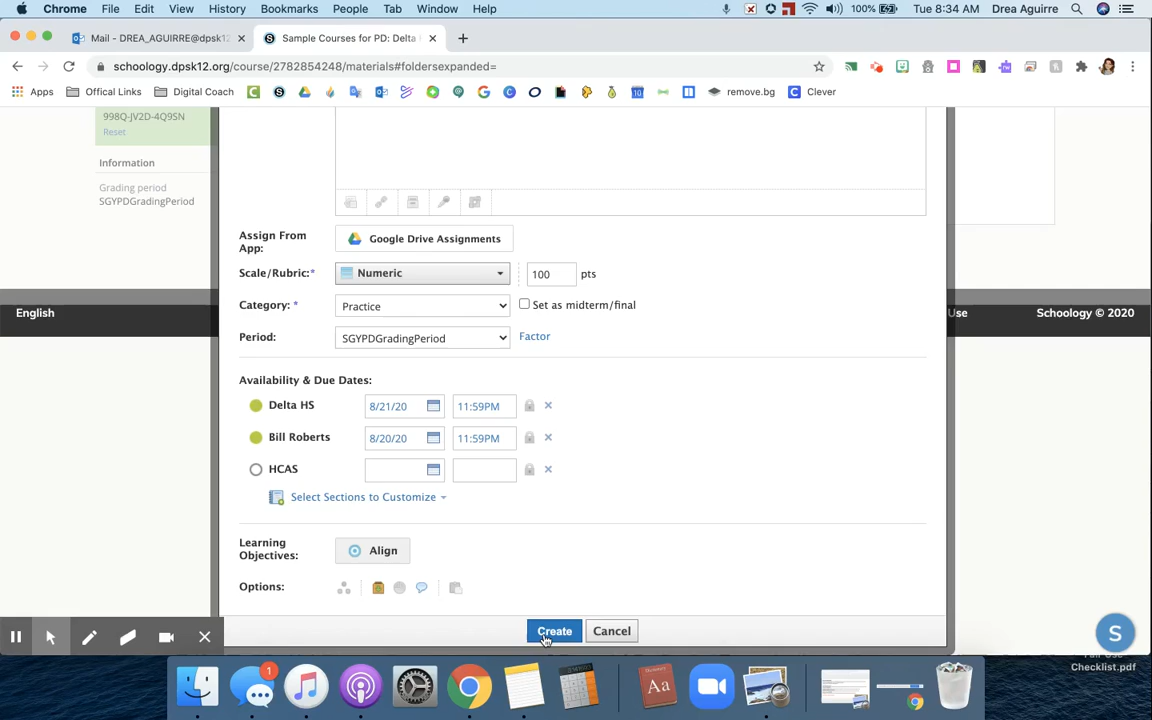 Chrome File Edit View History Bookmarks People Tab Window Help 100% Tue 8:34 AM Drea Aguirre
Mail - DREA_AGUIRRE@dpsk12 Sample Courses for PD: Delta
schoology.dpsk12.org/course/2782854248/materials#foldersexpanded=
Apps Offical Links Digital Coach remove.bg Clever
998Q-JV2D-4Q9SN
Reset
Information
Grading period
SGYPDGradingPeriod
Assign From
App:
Google Drive Assignments
Scale/Rubric:* Numeric 100 pts
Category: * Practice Set as midterm/final
Period: SGYPDGradingPeriod Factor
English Use Schoology © 2020
Availability & Due Dates:
Delta HS 8/21/20 11:59PM
Bill Roberts 8/20/20 11:59PM
HCAS
Select Sections to Customize
Learning
Objectives:
Align
Options:
Create Cancel
S
Checklist.pdf
1
Aa